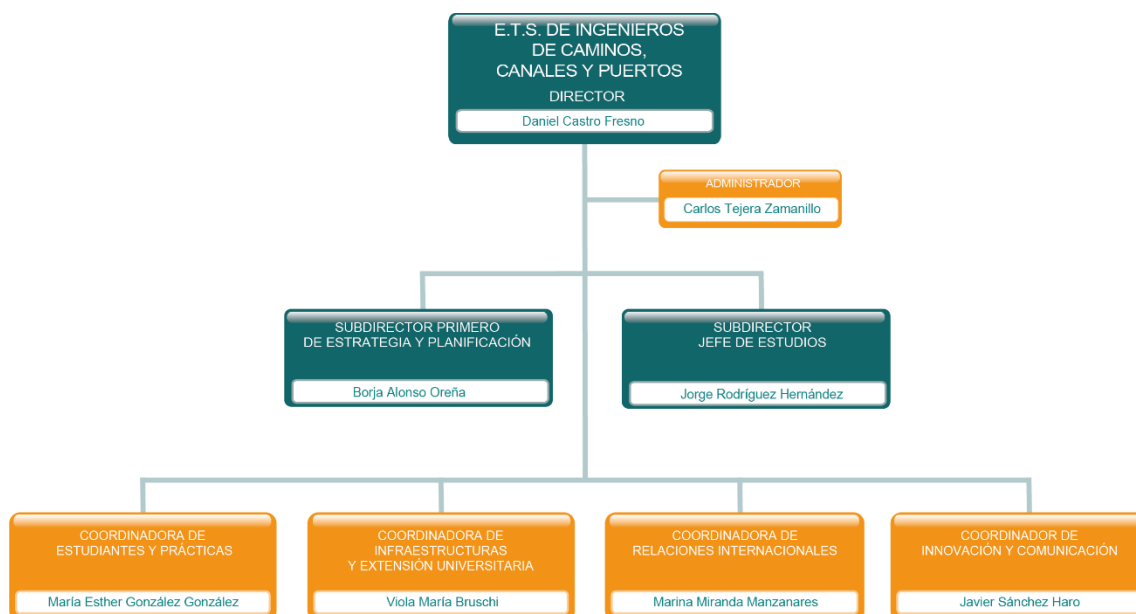 E.T.S. DE INGENIEROS
DE CAMINOS,
CANALES Y PUERTOS
DIRECTOR
Daniel Castro Fresno
ADMINISTRADOR
Carlos Tejera Zamanillo
SUBDIRECTOR PRIMERO
DE ESTRATEGIA Y PLANIFICACIÓN
Borja Alonso Oreña
SUBDIRECTOR
JEFE DE ESTUDIOS
Jorge Rodríguez Hernández
COORDINADORA DE
ESTUDIANTES Y PRÁCTICAS
María Esther González González
COORDINADORA DE
INFRAESTRUCTURAS
Y EXTENSIÓN UNIVERSITARIA
Viola María Bruschi
COORDINADORA DE
RELACIONES INTERNACIONALES
Marina Miranda Manzanares
COORDINADOR DE
INNOVACIÓN Y COMUNICACIÓN
Javier Sánchez Haro